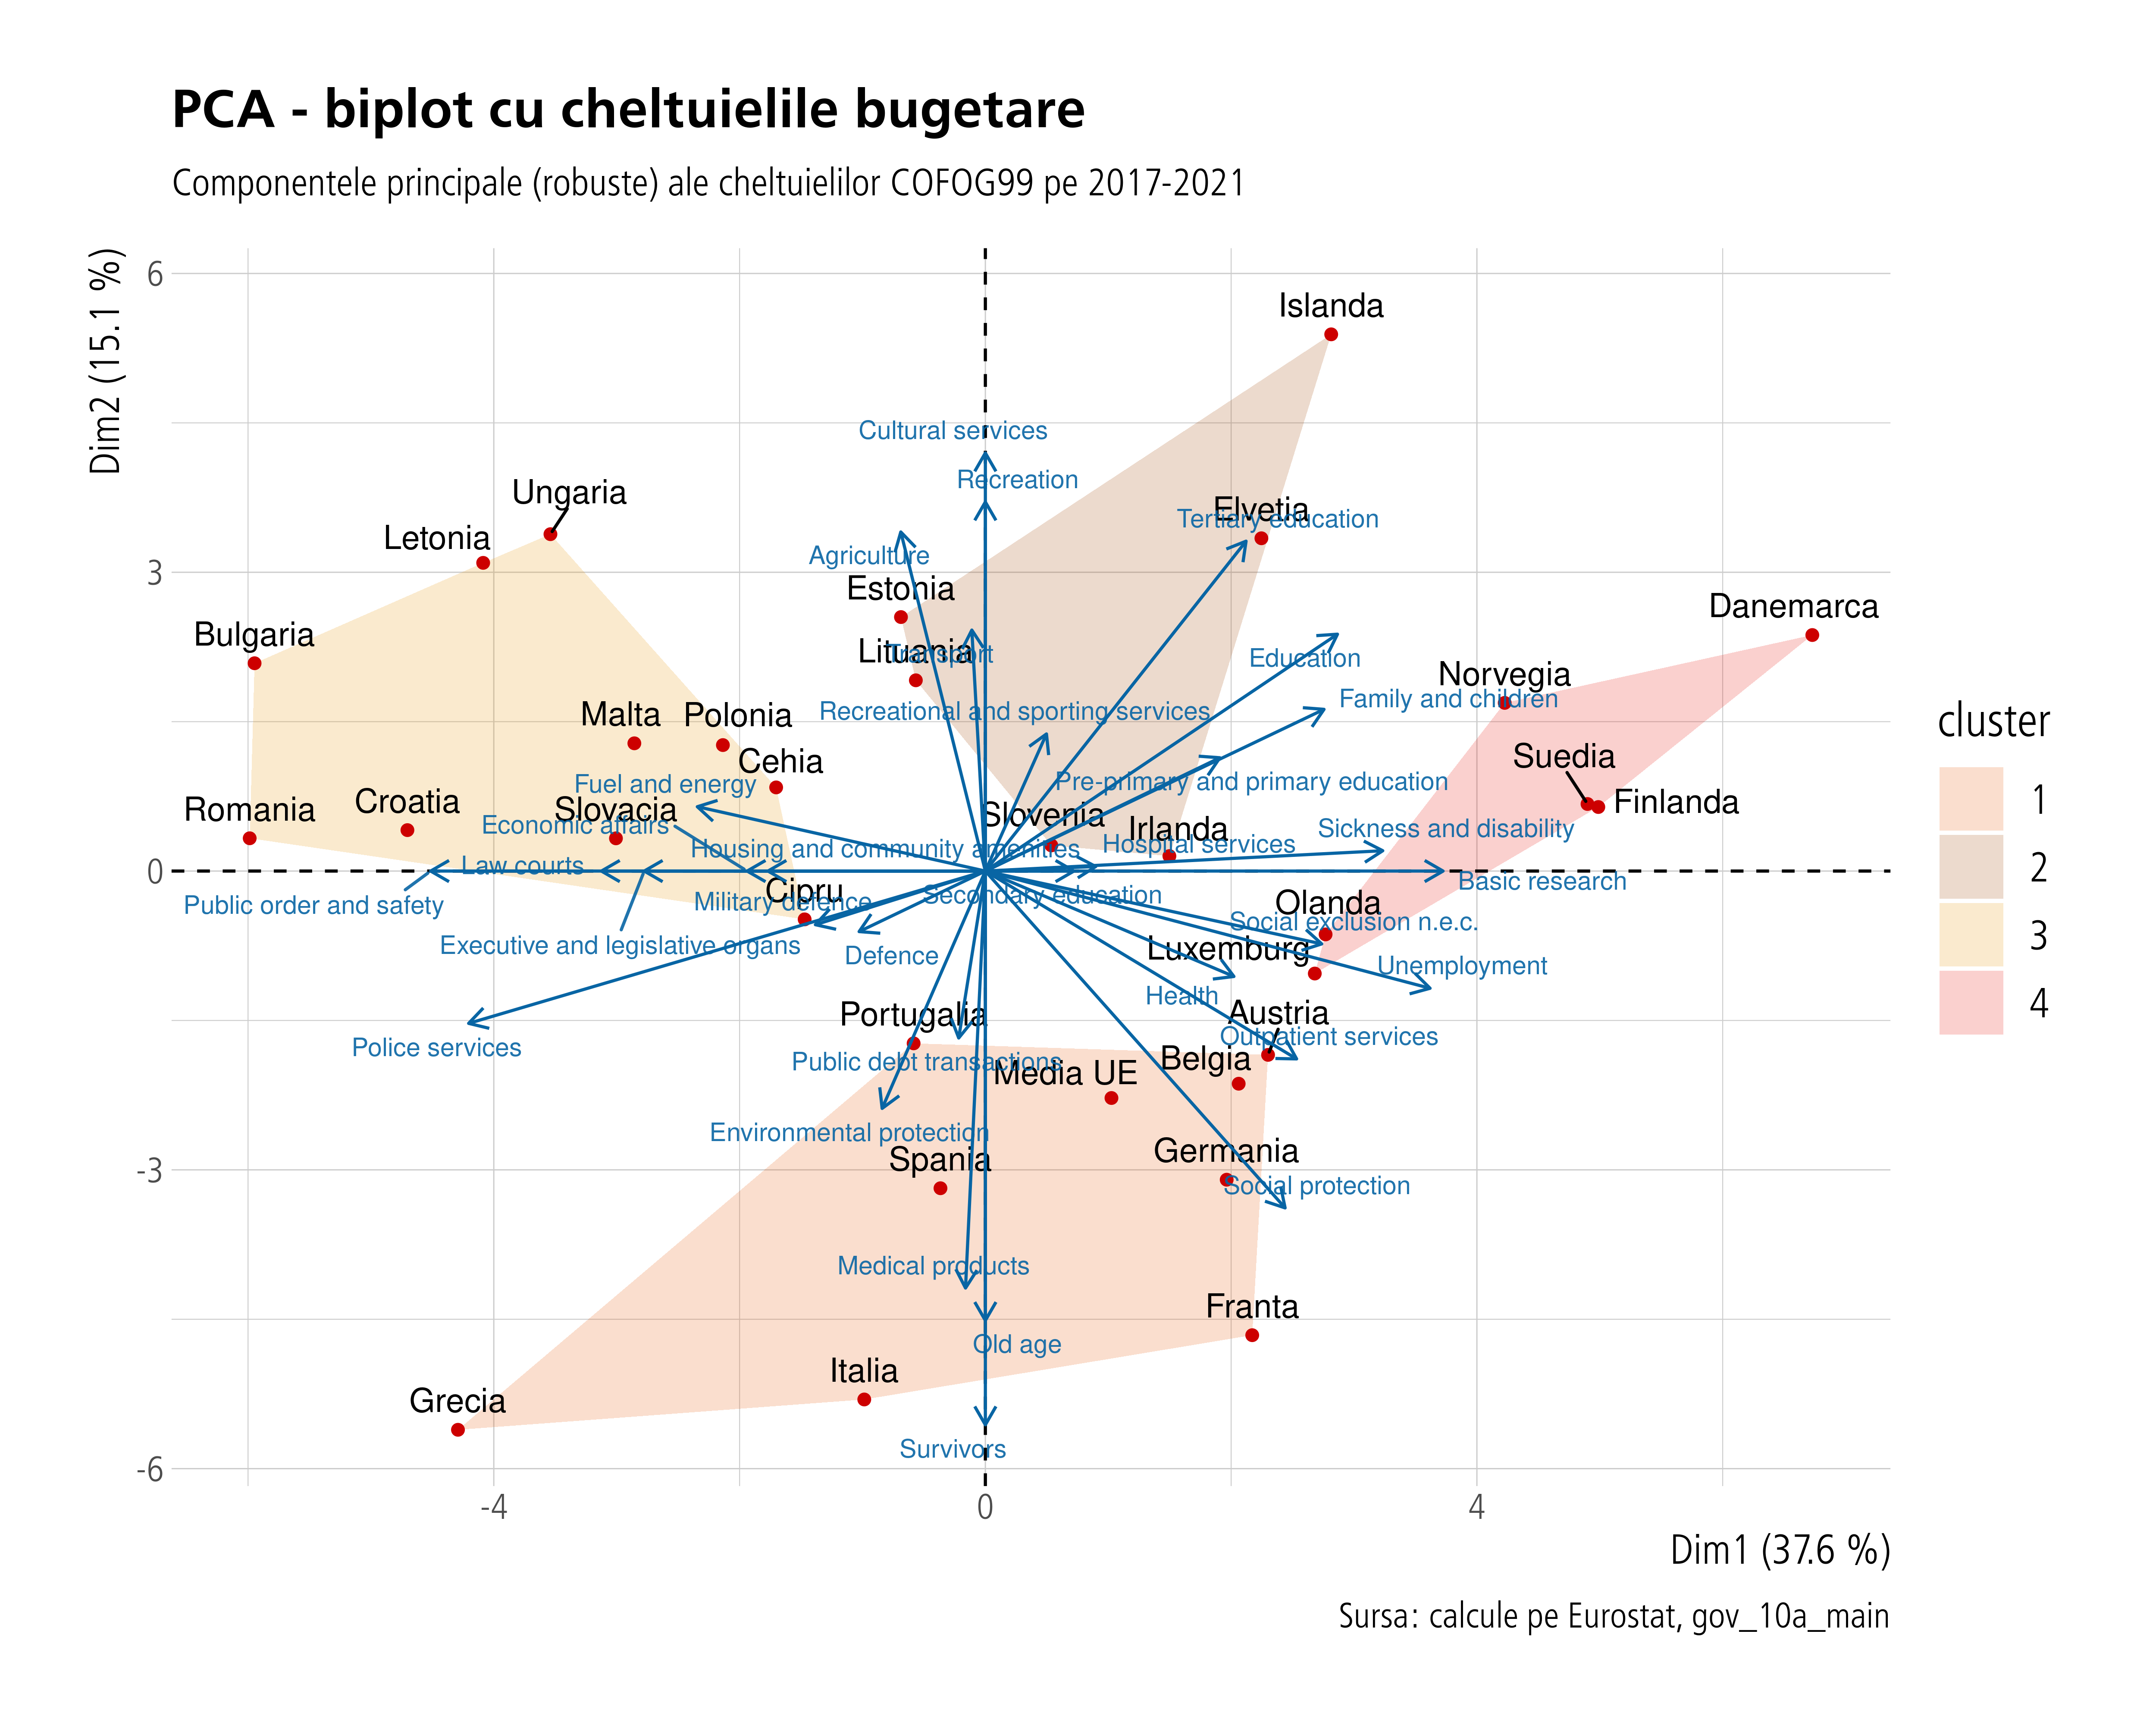 PCA - biplot cu cheltuielile bugetare
Componentele principale (robuste) ale cheltuielilor COFOG99 pe 2017-2021
Dim2 (15.1 %)
6
3
0
-3
-6
Islanda
Cultural services
Recreation
Ungaria
Elvetia
Tertiary education
Letonia
Agriculture
Estonia
Danemarca
Bulgaria
Lituania
Transport
Education
Norvegia
Family and children
Malta
Polonia
Recreational and sporting services
Cehia
Suedia
Fuel and energy
Pre-primary and primary education
Romania
Croatia
Slovacia
Slovenia
Finlanda
Economic affairs
Irlanda
Sickness and disability
Housing and community amenities
Hospital services
Law courts
Basic research
Cipru
Military defence
Secondary education
Olanda
Public order and safety
Social exclusion n.e.c.
Executive and legislative organs
Luxemburg
Defence
Unemployment
Health
Portugalia
Austria
Outpatient services
Police services
Public debt transactions
Belgia
Media UE
Environmental protection
Spania
Germania
Social protection
Medical products
Franta
Old age
Italia
Grecia
Survivors
-4
0
4
Dim1 (37.6 %)
cluster
1
2
3
4
Sursa: calcule pe Eurostat, gov_10a_main